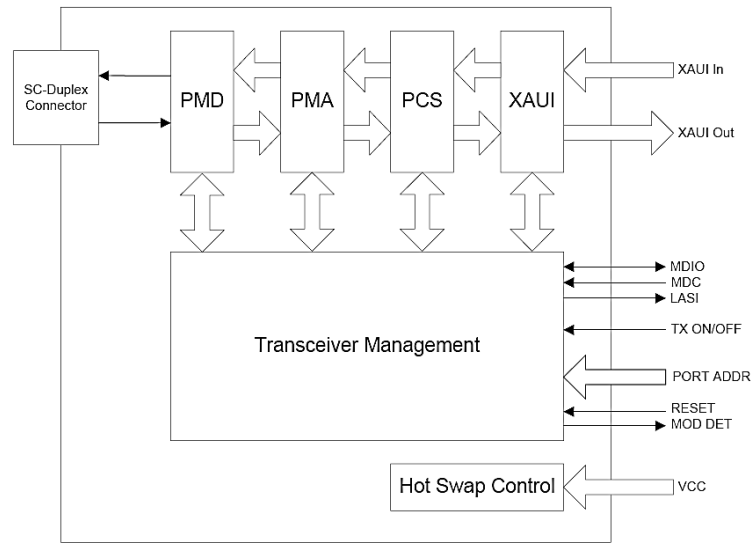 SC-Duplex
Connector
PMD
PMA
PCS
XAUI
XAUI In
XAUI Out
Transceiver Management
MDIO
MDC
LASI
TX ON/OFF
PORT ADDR
RESET
MOD DET
Hot Swap Control
VCC